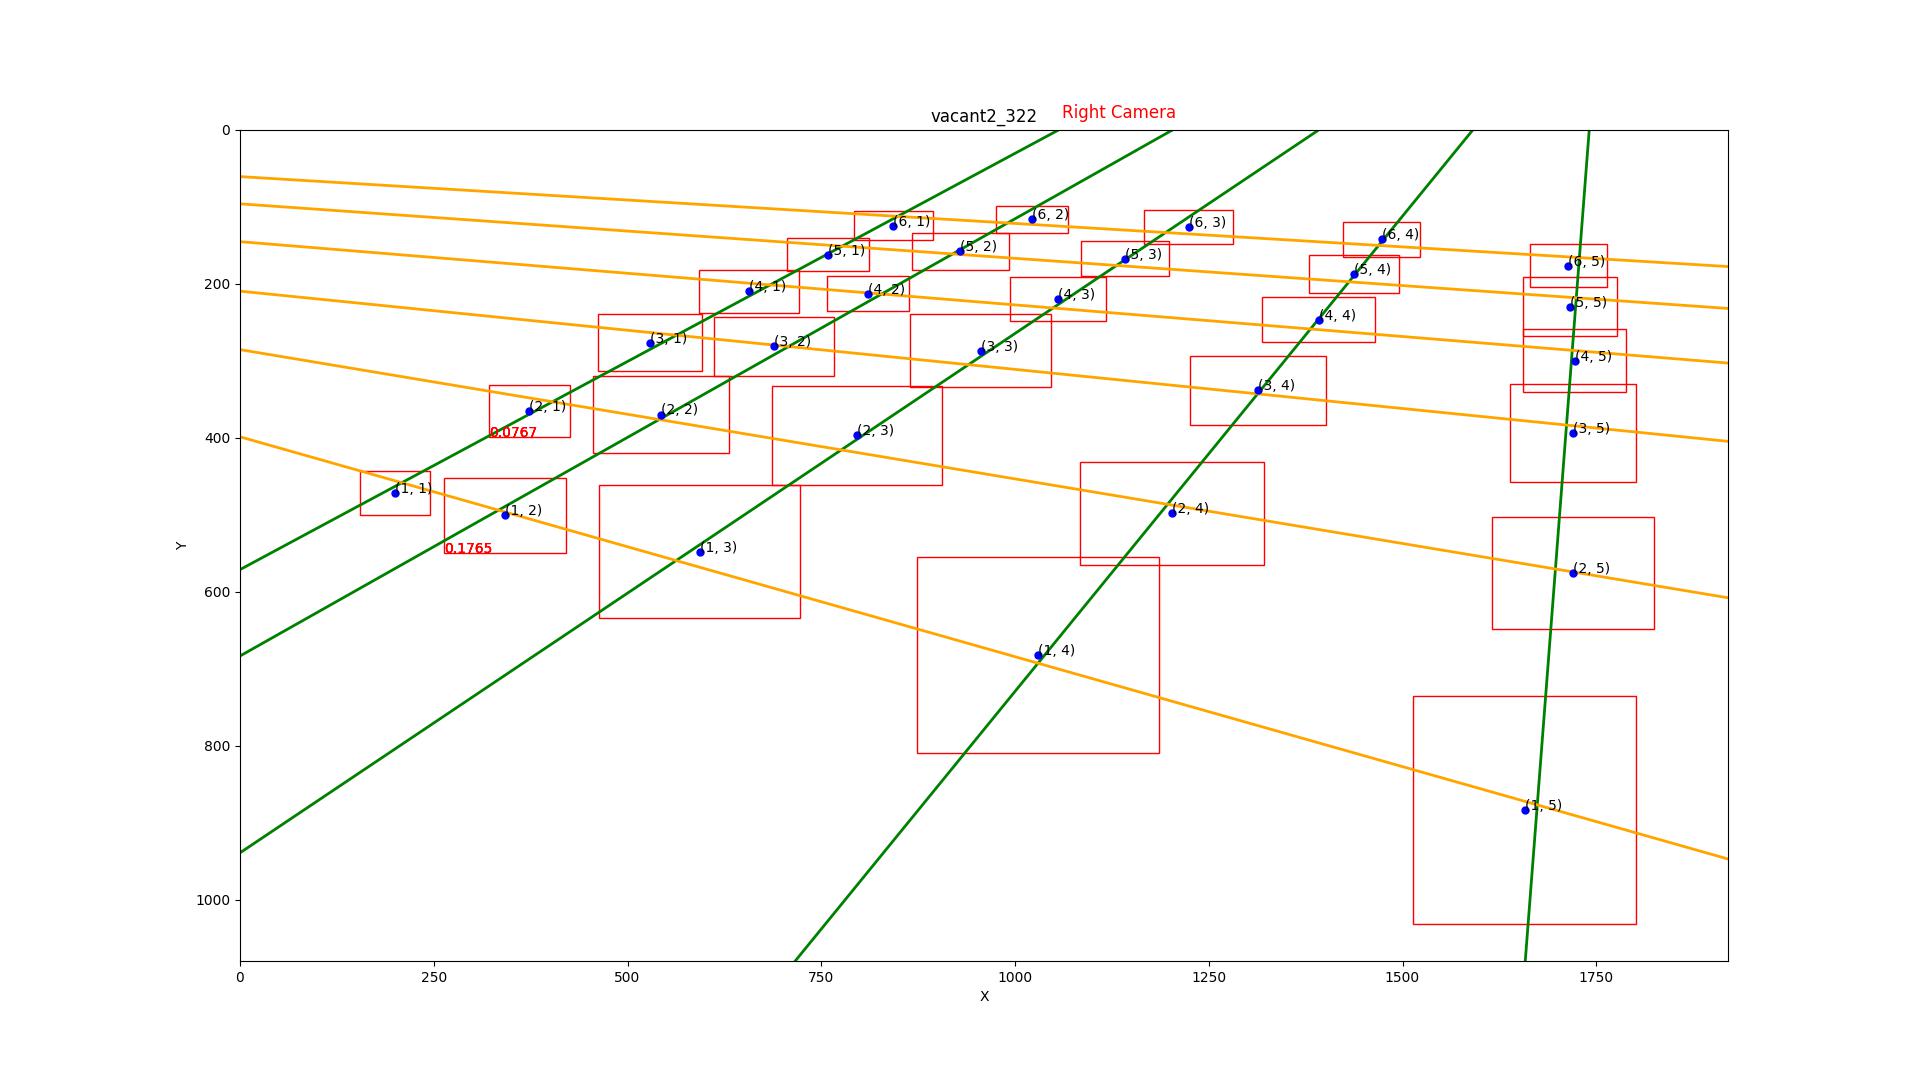 vacant2_322 Right Camera
0
(6, 1) (6, 2) (6, 3) (6, 4) (6, 5)
(5, 1) (5, 2) (5, 3) (5, 4) (5, 5)
200
(4, 1) (4, 2) (4, 3) (4, 4) (4, 5)
(3, 1) (3, 2) (3, 3) (3, 4) (3, 5)
(2, 1) (2, 2) (2, 3) (2, 4) (2, 5)
0.0767
400
(1, 1) (1, 2) (1, 3) (1, 4) (1, 5)
0.1765
Y
600
800
1000
0 250 500 750 1000 1250 1500 1750
X